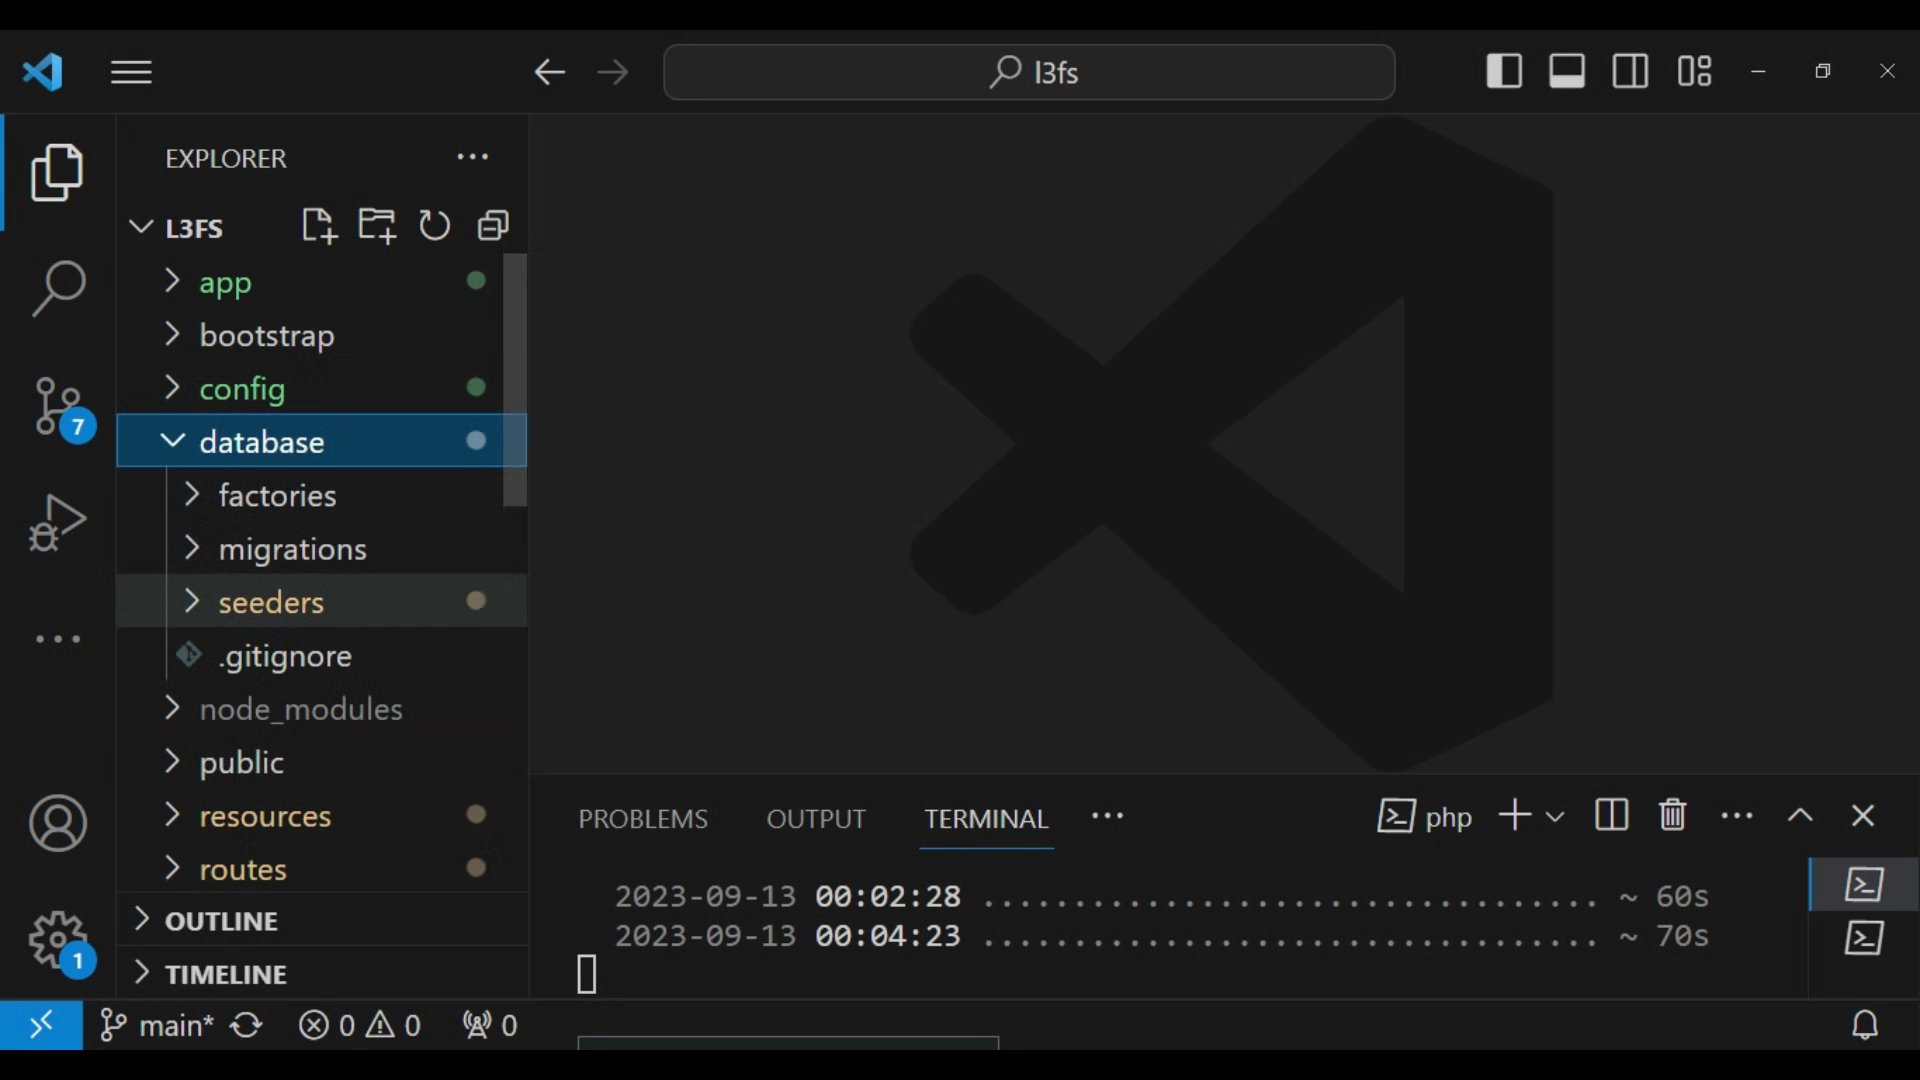 l3fs
EXPLORER
L3FS
app
bootstrap
config
7
database
factories
migrations
seeders
.gitignore
node_modules
public
resources
routes
OUTLINE
TIMELINE
1
PROBLEMS OUTPUT TERMINAL php
2023-09-13 00:02:28 .................................. ~ 60s
2023-09-13 00:04:23 .................................. ~ 70s
main* 0 0 0